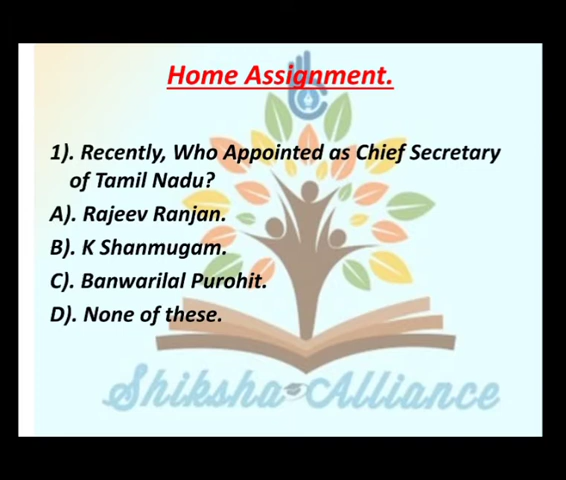 Home Assignment.
1). Recently, Who Appointed as Chief Secretary
of Tamil Nadu?
A). Rajeev Ranjan.
B). K Shanmugam.
C). Banwarilal Purohit.
D). None of these.
Shiksha Alliance